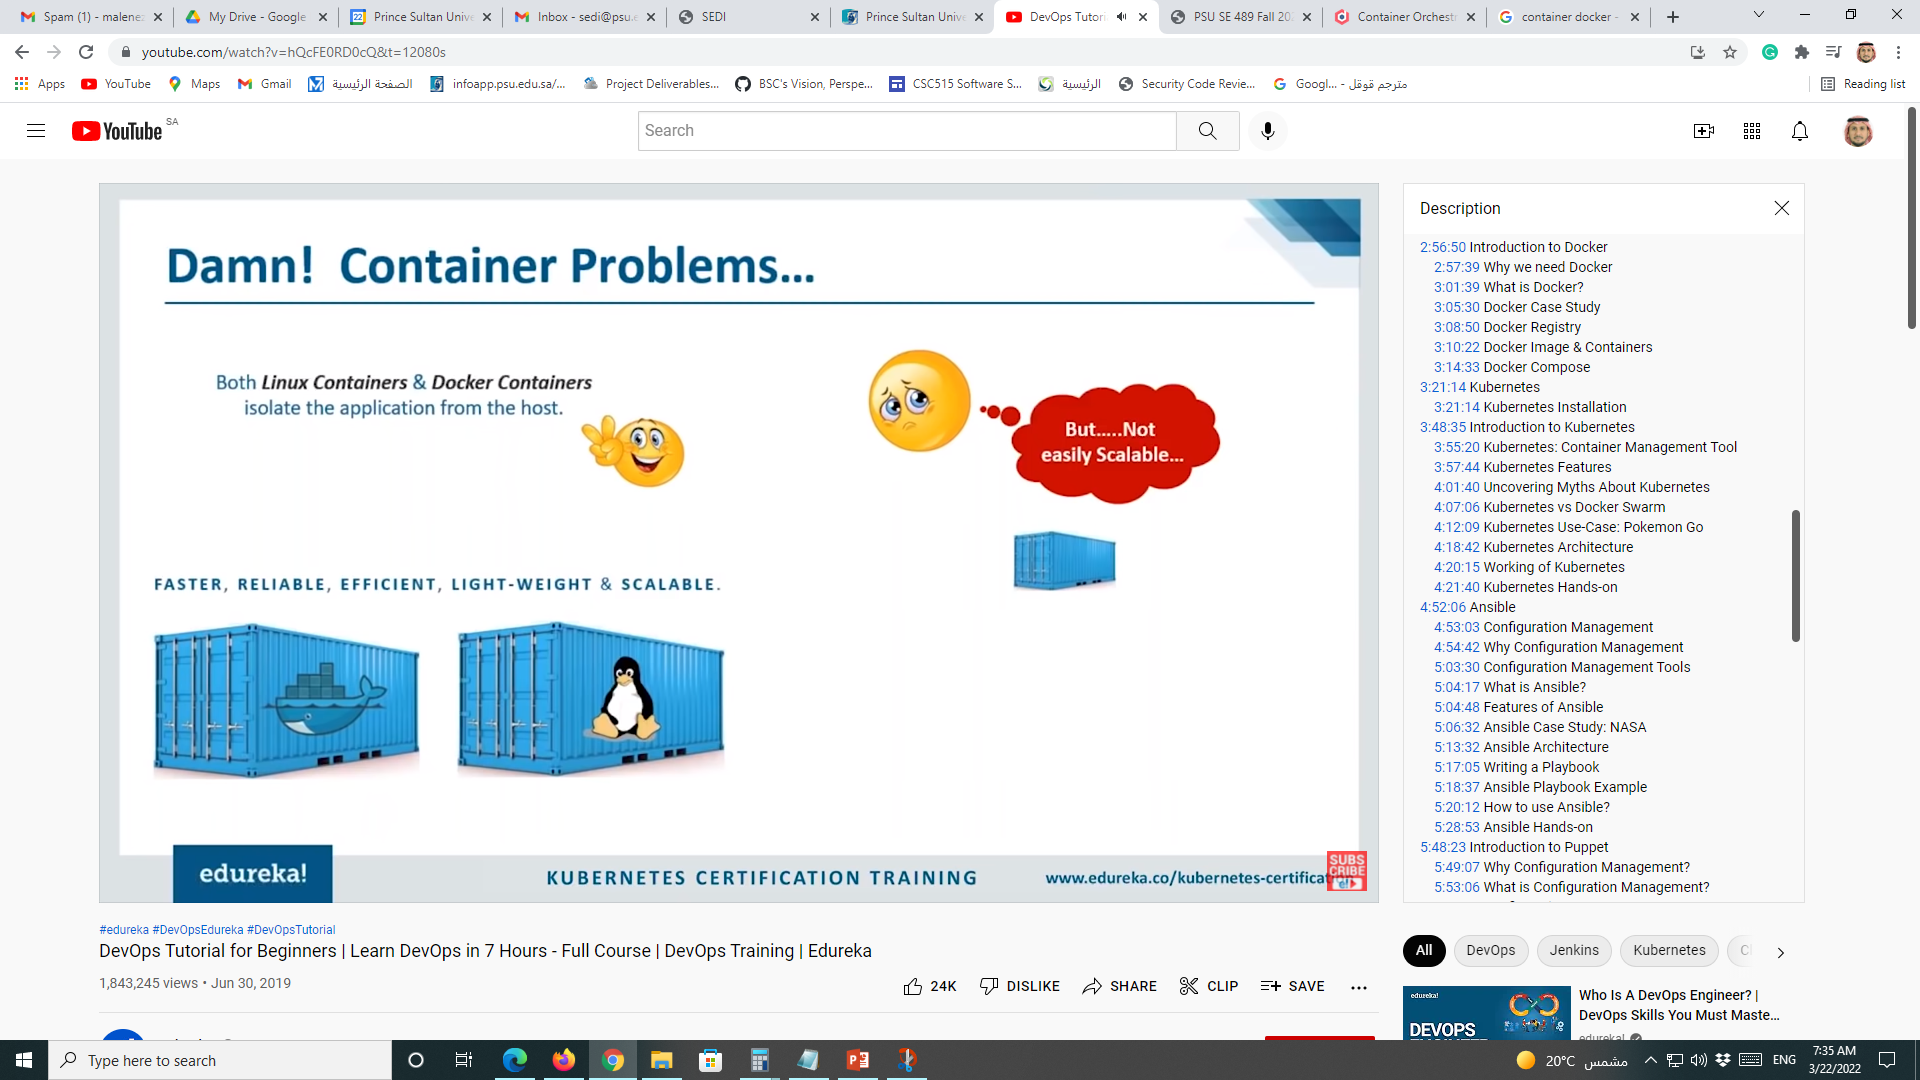 Spam (1) - malenez
My Drive - Google
Prince Sultan Unive
Inbox - sedi@psu.e
SEDI
Prince Sultan Unive
DevOps Tutori
PSU SE 489 Fall 202
Container Orchestr
container docker -
youtube.com/watch?v=hQcFE0RD0cQ&t=12080s
Apps
YouTube
Maps
Gmail
الصفحة الرئيسية
infoapp.psu.edu.sa/...
Project Deliverables...
BSC's Vision, Perspe...
CSC515 Software S...
الرئيسية
Security Code Revie...
مترجم قوقل - Googl...
Reading list
YouTube SA
Search
Damn! Container Problems...
Both Linux Containers & Docker Containers
isolate the application from the host.
But.....Not
easily Scalable...
FASTER, RELIABLE, EFFICIENT, LIGHT-WEIGHT & SCALABLE.
edureka!
KUBERNETES CERTIFICATION TRAINING
www.edureka.co/kubernetes-certificat
SUBS
CRIBE
e!
Description
2:56:50 Introduction to Docker
2:57:39 Why we need Docker
3:01:39 What is Docker?
3:05:30 Docker Case Study
3:08:50 Docker Registry
3:10:22 Docker Image & Containers
3:14:33 Docker Compose
3:21:14 Kubernetes
3:21:14 Kubernetes Installation
3:48:35 Introduction to Kubernetes
3:55:20 Kubernetes: Container Management Tool
3:57:44 Kubernetes Features
4:01:40 Uncovering Myths About Kubernetes
4:07:06 Kubernetes vs Docker Swarm
4:12:09 Kubernetes Use-Case: Pokemon Go
4:18:42 Kubernetes Architecture
4:20:15 Working of Kubernetes
4:21:40 Kubernetes Hands-on
4:52:06 Ansible
4:53:03 Configuration Management
4:54:42 Why Configuration Management
5:03:30 Configuration Management Tools
5:04:17 What is Ansible?
5:04:48 Features of Ansible
5:06:32 Ansible Case Study: NASA
5:13:32 Ansible Architecture
5:17:05 Writing a Playbook
5:18:37 Ansible Playbook Example
5:20:12 How to use Ansible?
5:28:53 Ansible Hands-on
5:48:23 Introduction to Puppet
5:49:07 Why Configuration Management?
5:53:06 What is Configuration Management?
#edureka #DevOpsEdureka #DevOpsTutorial
DevOps Tutorial for Beginners | Learn DevOps in 7 Hours - Full Course | DevOps Training | Edureka
1,843,245 views • Jun 30, 2019
24K
DISLIKE
SHARE
CLIP
SAVE
All
DevOps
Jenkins
Kubernetes
edureka!
DEVOPS
Who Is A DevOps Engineer? |
DevOps Skills You Must Maste...
edureka!
Type here to search
20°C مشمس
ENG
7:35 AM
3/22/2022